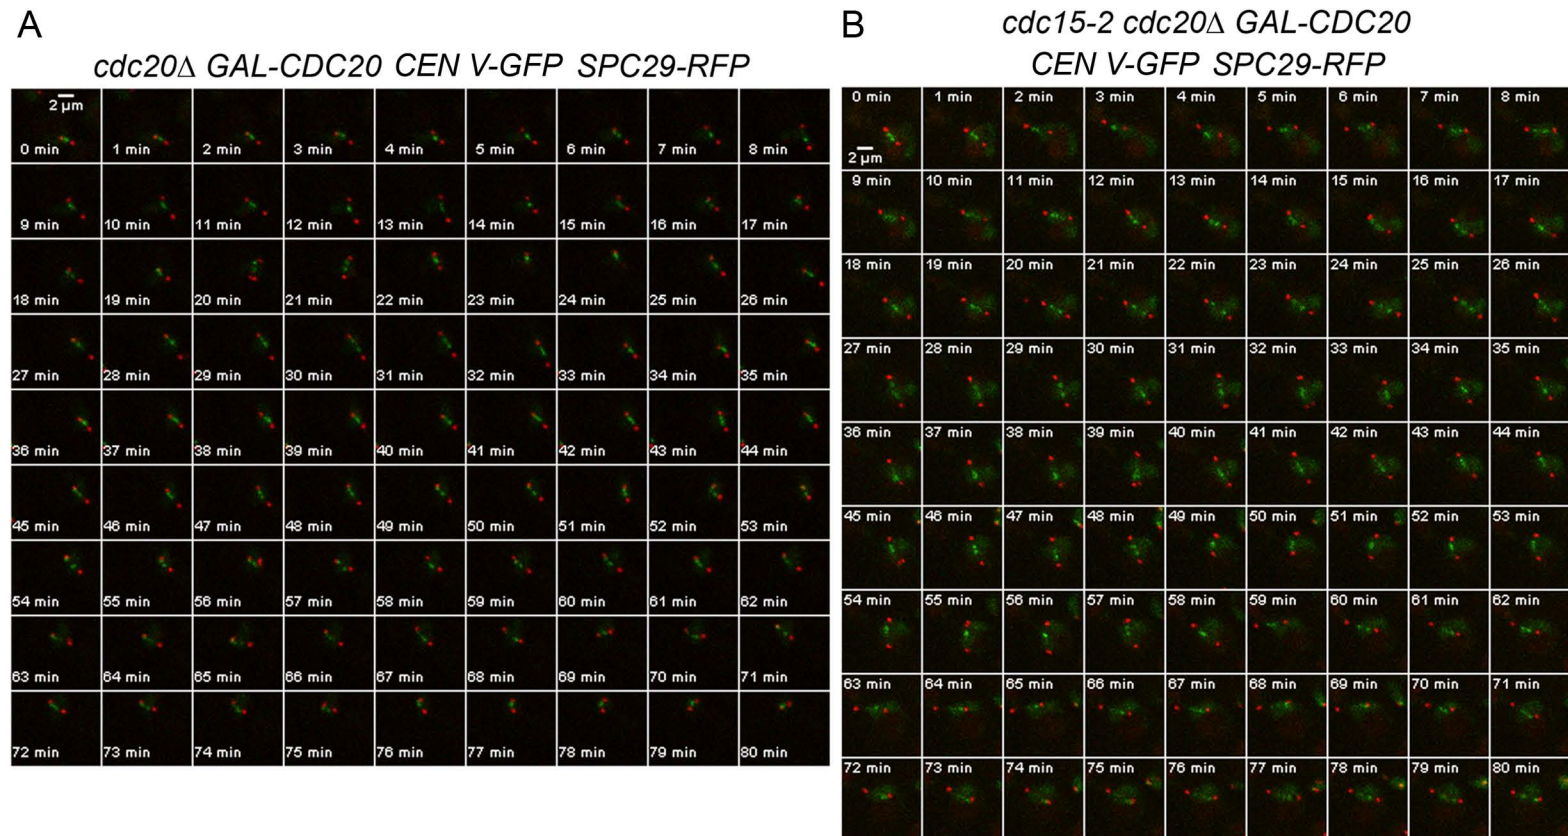 A
cdc20Δ GAL-CDC20 CEN V-GFP SPC29-RFP
2 µm
0 min 1 min 2 min 3 min 4 min 5 min 6 min 7 min 8 min
9 min 10 min 11 min 12 min 13 min 14 min 15 min 16 min 17 min
18 min 19 min 20 min 21 min 22 min 23 min 24 min 25 min 26 min
27 min 28 min 29 min 30 min 31 min 32 min 33 min 34 min 35 min
36 min 37 min 38 min 39 min 40 min 41 min 42 min 43 min 44 min
45 min 46 min 47 min 48 min 49 min 50 min 51 min 52 min 53 min
54 min 55 min 56 min 57 min 58 min 59 min 60 min 61 min 62 min
63 min 64 min 65 min 66 min 67 min 68 min 69 min 70 min 71 min
72 min 73 min 74 min 75 min 76 min 77 min 78 min 79 min 80 min
B
cdc15-2 cdc20Δ GAL-CDC20
CEN V-GFP SPC29-RFP
0 min 1 min 2 min 3 min 4 min 5 min 6 min 7 min 8 min
2 µm
9 min 10 min 11 min 12 min 13 min 14 min 15 min 16 min 17 min
18 min 19 min 20 min 21 min 22 min 23 min 24 min 25 min 26 min
27 min 28 min 29 min 30 min 31 min 32 min 33 min 34 min 35 min
36 min 37 min 38 min 39 min 40 min 41 min 42 min 43 min 44 min
45 min 46 min 47 min 48 min 49 min 50 min 51 min 52 min 53 min
54 min 55 min 56 min 57 min 58 min 59 min 60 min 61 min 62 min
63 min 64 min 65 min 66 min 67 min 68 min 69 min 70 min 71 min
72 min 73 min 74 min 75 min 76 min 77 min 78 min 79 min 80 min